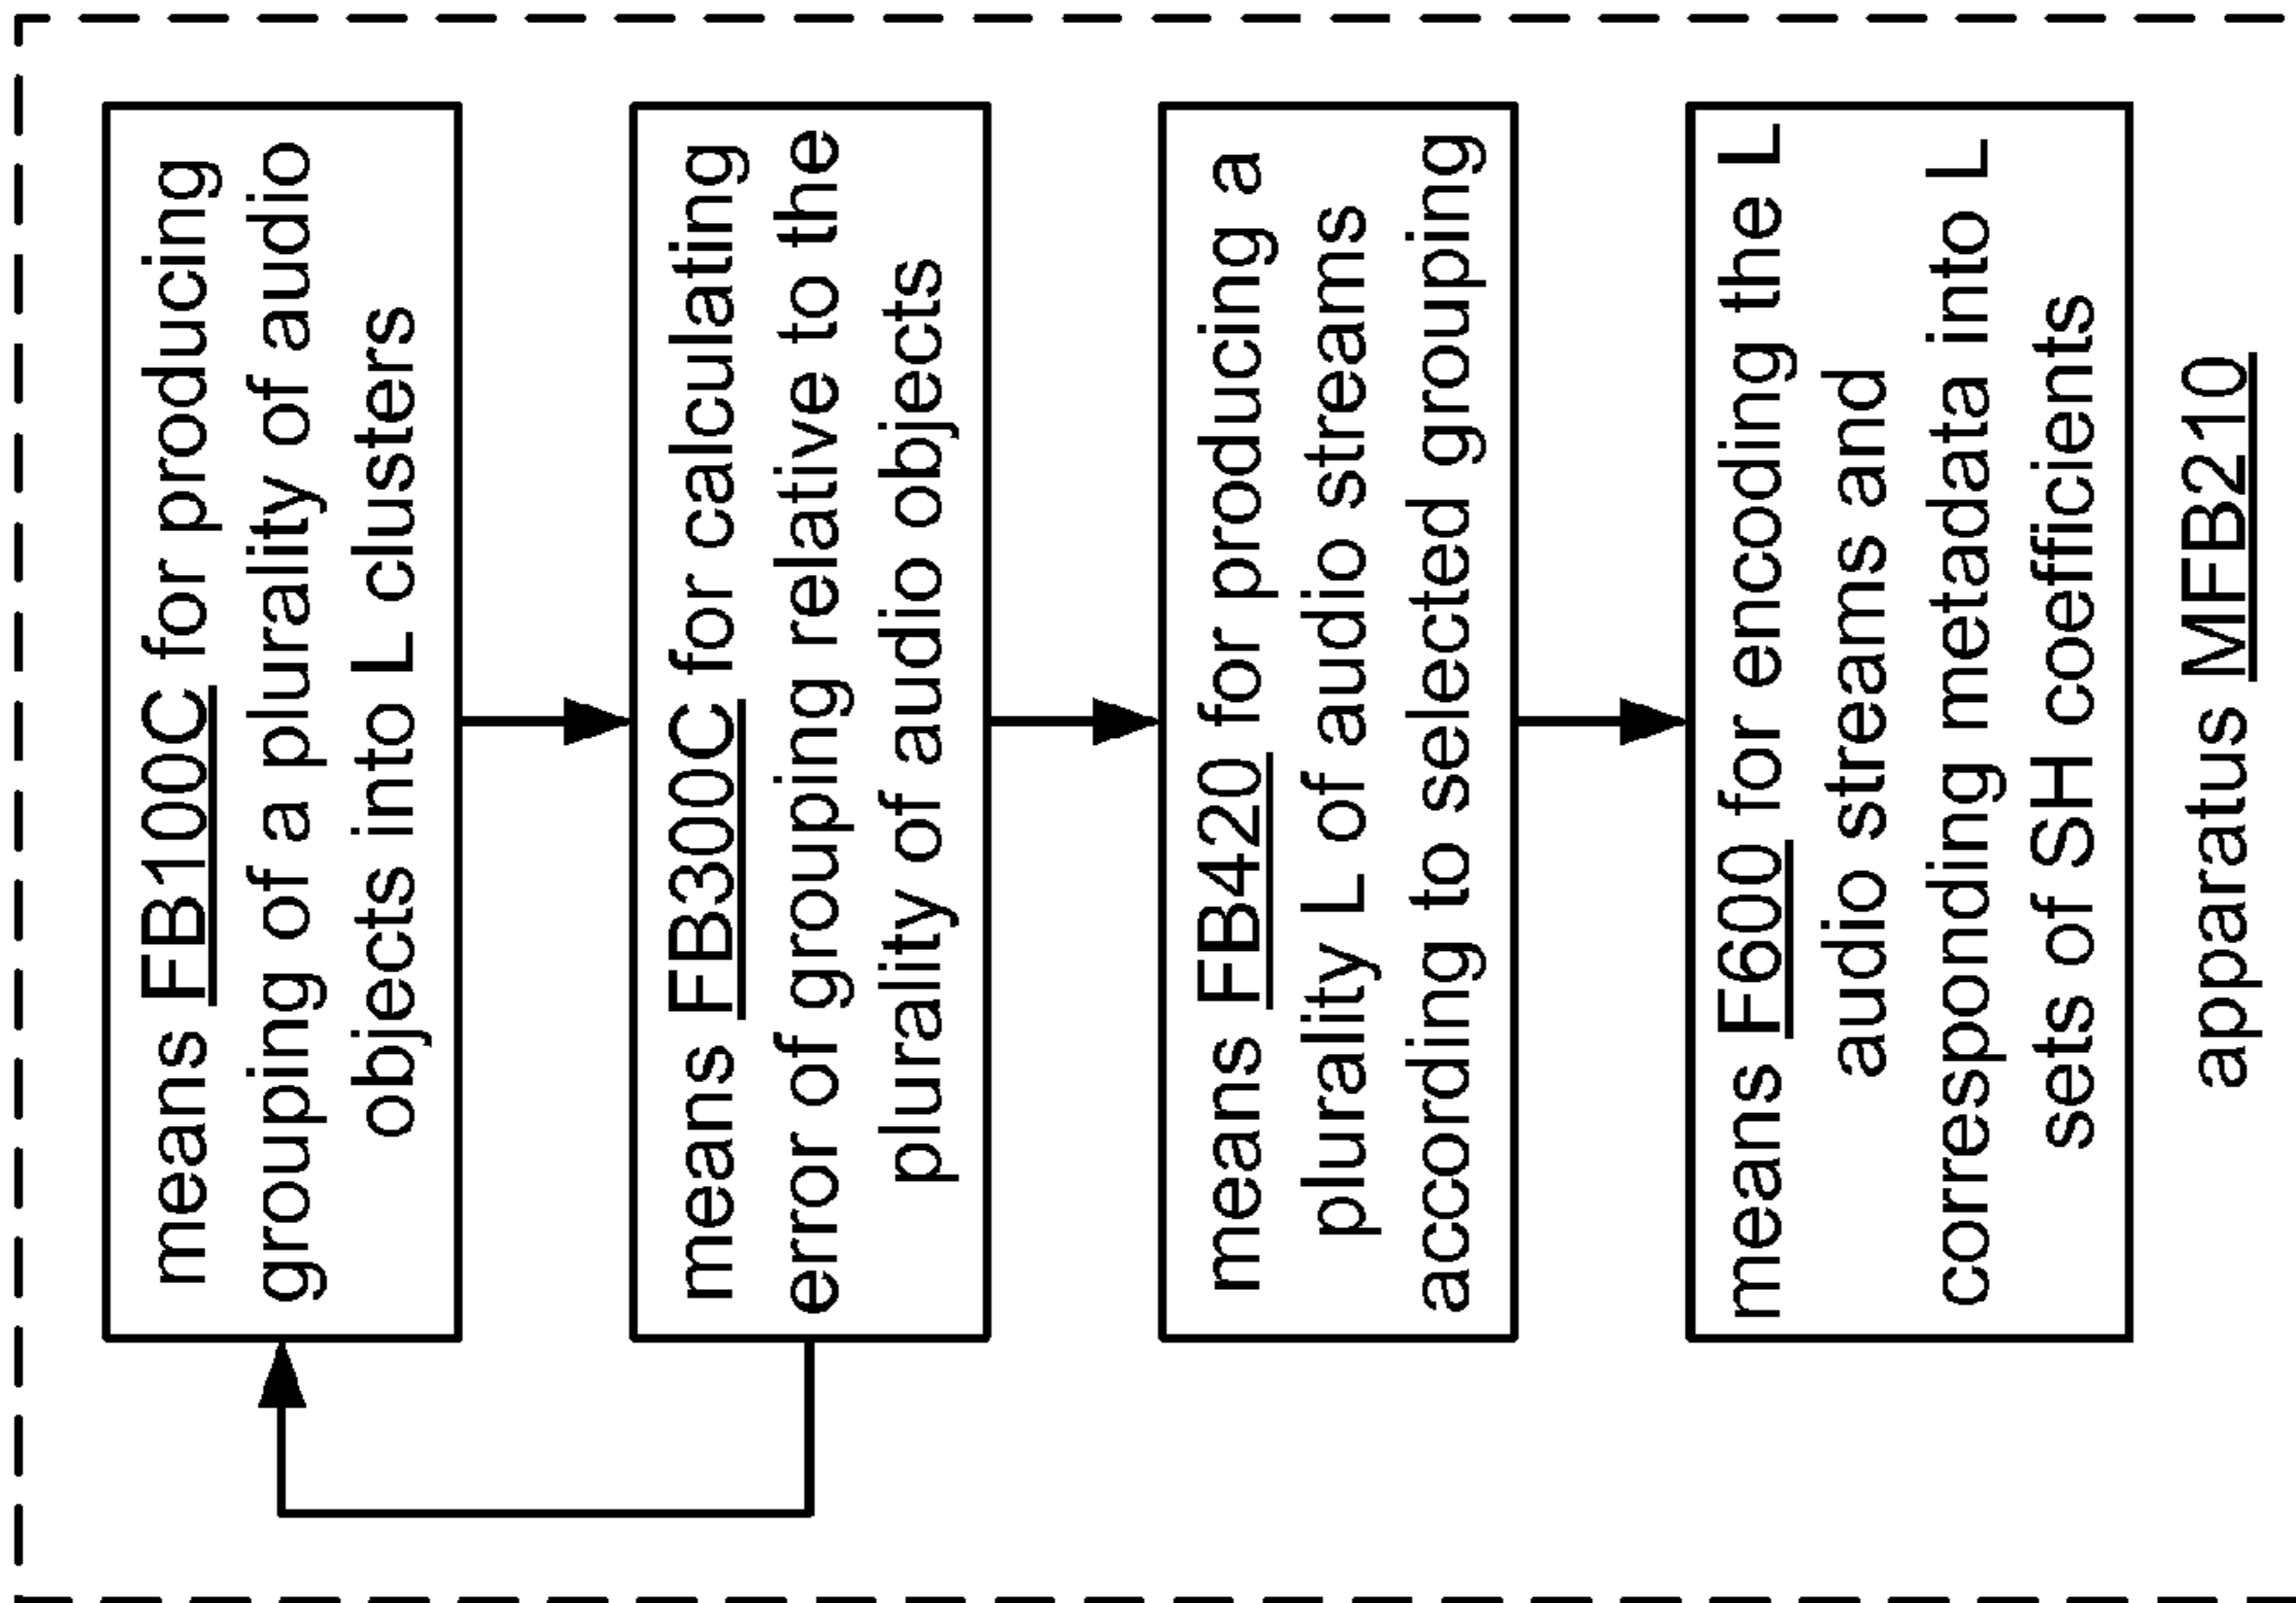 means FB100C for producing
grouping of a plurality of audio
objects into L clusters
means FB300C for calculating
error of grouping relative to the
plurality of audio objects
means FB420 for producing a
plurality L of audio streams
according to selected grouping
means F600 for encoding the L
audio streams and
corresponding metadata into L
sets of SH coefficients
apparatus MFB210